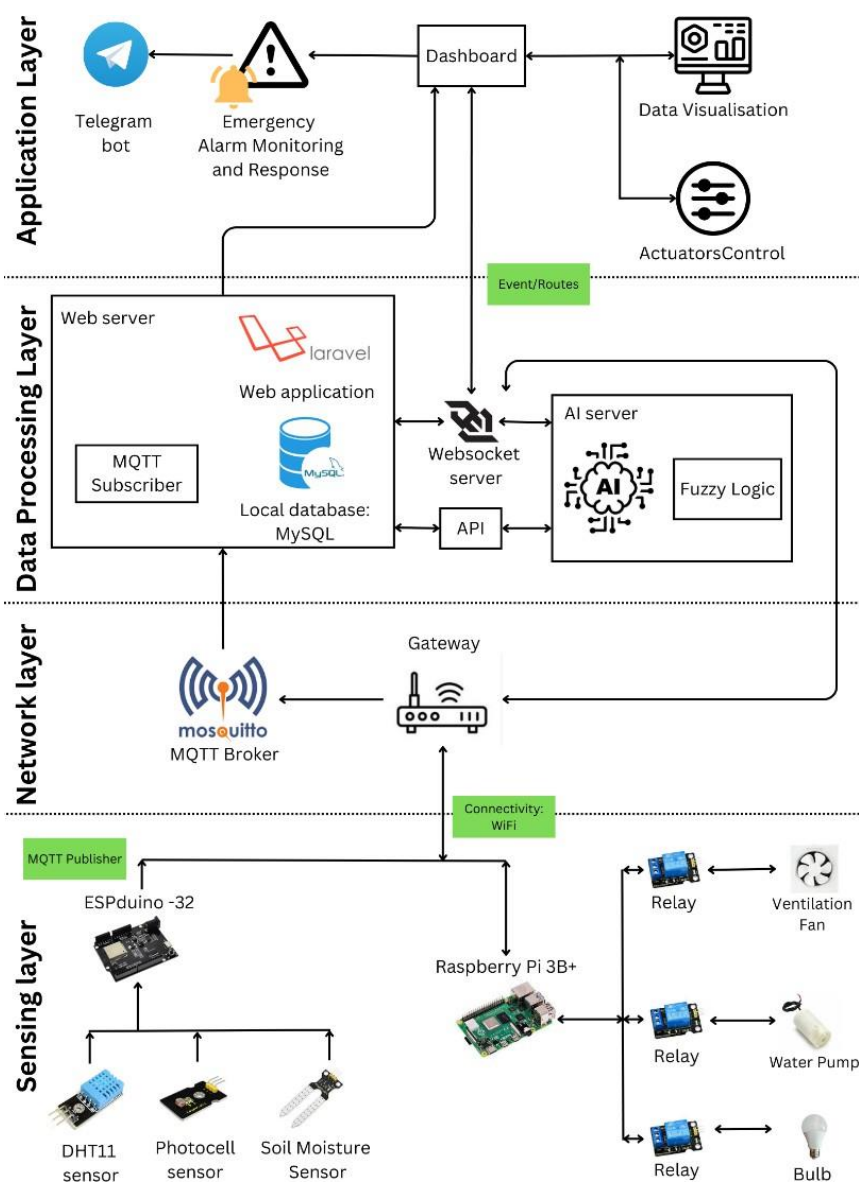 Application Layer
Telegram
bot
Emergency
Alarm Monitoring
and Response
Dashboard
Data Visualisation
ActuatorsControl
Event/Routes
Data Processing Layer
Web server
laravel
Web application
MQTT
Subscriber
MySQL
Local database:
MySQL
Websocket
server
API
AI server
AI
Fuzzy Logic
Network layer
mosquitto
MQTT Broker
Gateway
Connectivity:
WiFi
Sensing layer
MQTT Publisher
ESPduino -32
DHT11
sensor
Photocell
sensor
Soil Moisture
Sensor
Raspberry Pi 3B+
Relay
Ventilation
Fan
Relay
Water Pump
Relay
Bulb